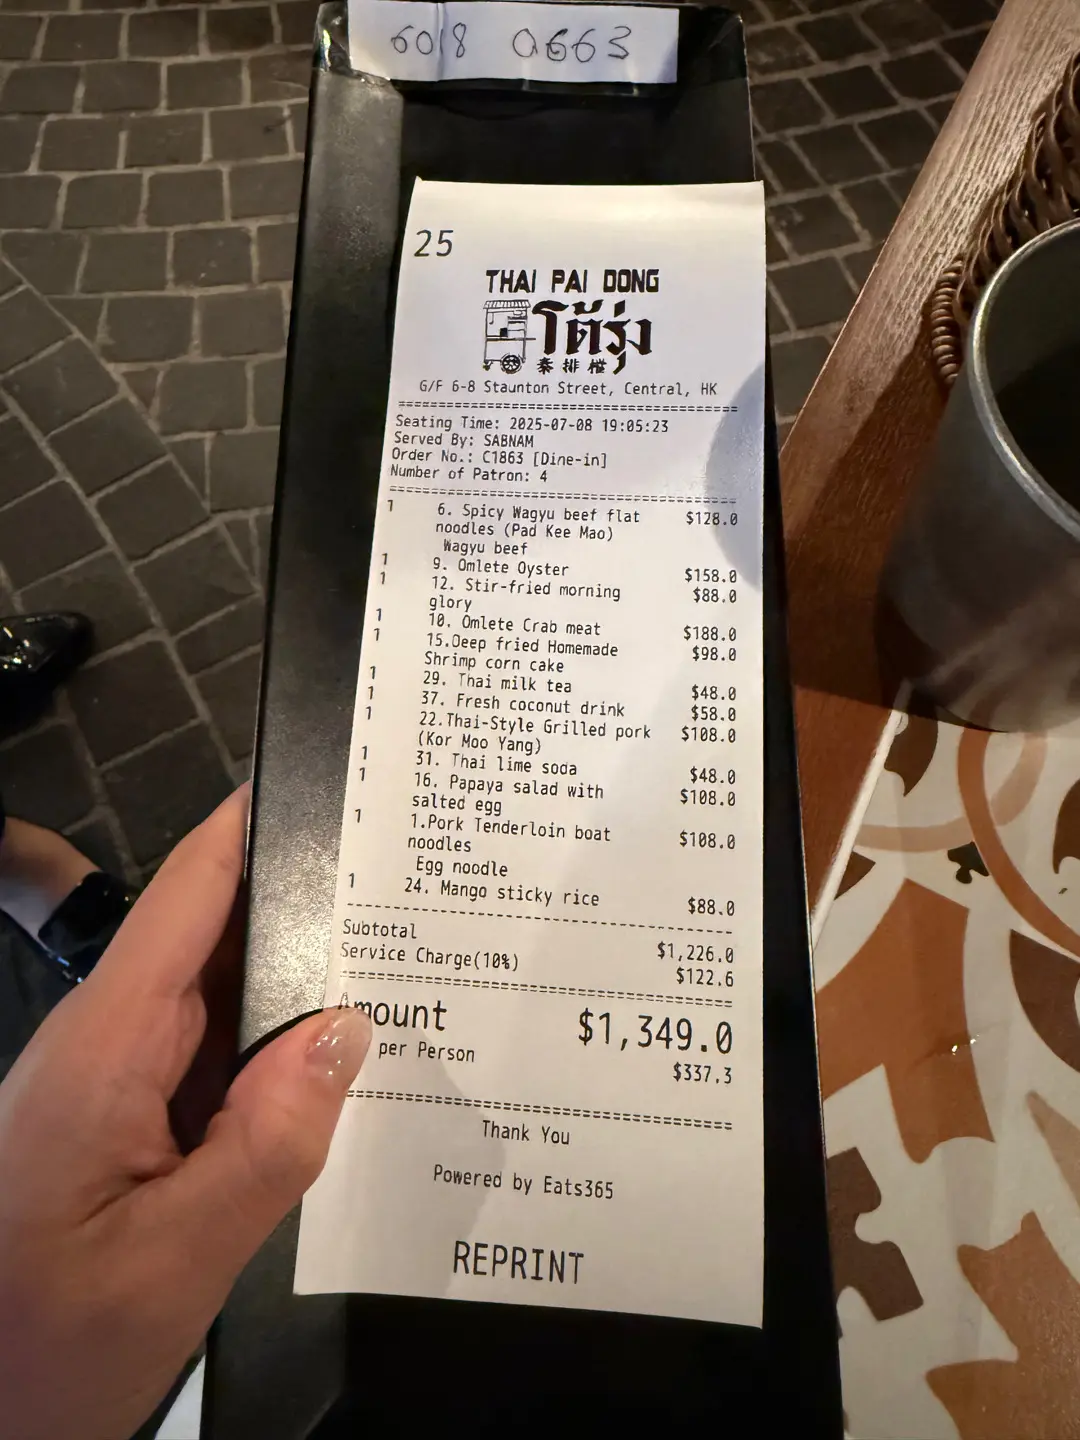 6018 0663
25
THAI PAI DONG
โต้รุ่ง
泰排檔
G/F 6-8 Staunton Street, Central, HK
Seating Time: 2025-07-08 19:05:23
Served By: SABNAM
Order No.: C1863 [Dine-in]
Number of Patron: 4
1 6. Spicy Wagyu beef flat $128.0
noodles (Pad Kee Mao)
Wagyu beef
1 9. Omlete Oyster $158.0
1 12. Stir-fried morning $88.0
glory
1 10. Omlete Crab meat $188.0
1 15.Deep fried Homemade $98.0
Shrimp corn cake
1 29. Thai milk tea $48.0
1 37. Fresh coconut drink $58.0
1 22.Thai-Style Grilled pork $108.0
(Kor Moo Yang)
1 31. Thai lime soda $48.0
1 16. Papaya salad with $108.0
salted egg
1 1.Pork Tenderloin boat $108.0
noodles
Egg noodle
1 24. Mango sticky rice $88.0
Subtotal $1,226.0
Service Charge(10%) $122.6
Amount $1,349.0
per Person $337.3
Thank You
Powered by Eats365
REPRINT